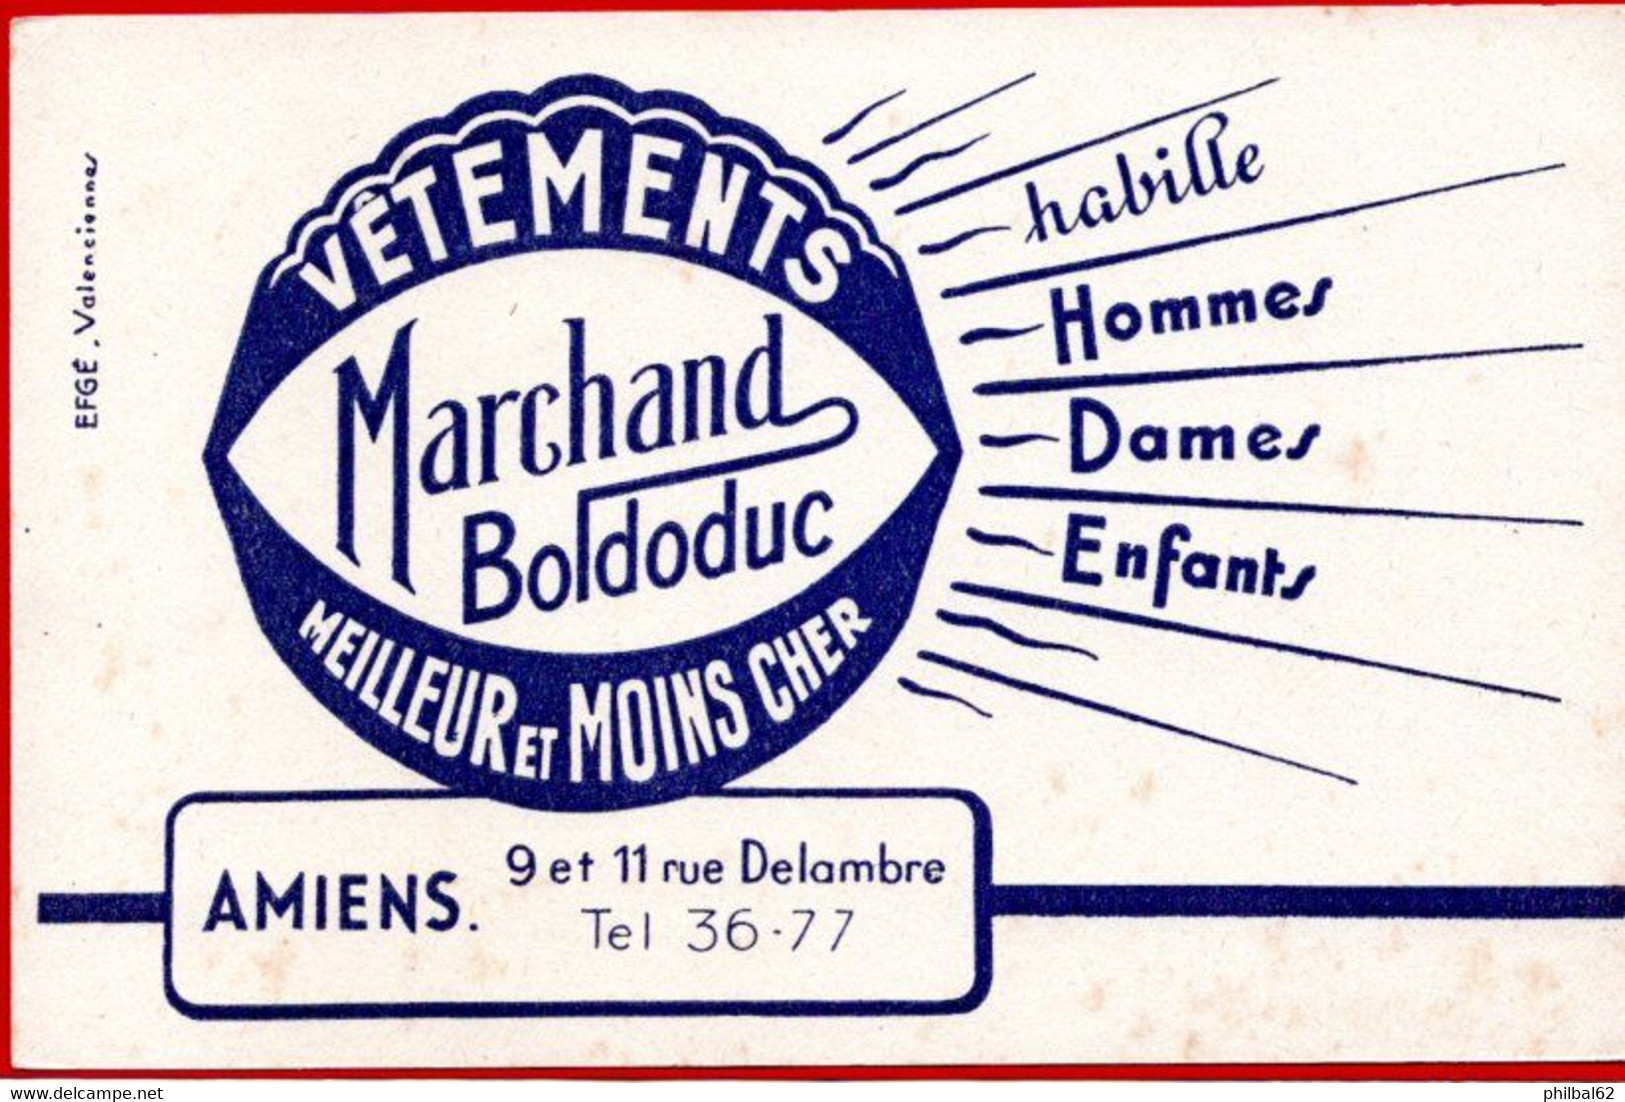 EFGÉ, Valenciennes
VÊTEMENTS
Marchand
Boldoduc
MEILLEUR ET MOINS CHER
habille
Hommes
Dames
Enfants
AMIENS. 9 et 11 rue Delambre
Tel 36-77
delcampe.net
philbal62